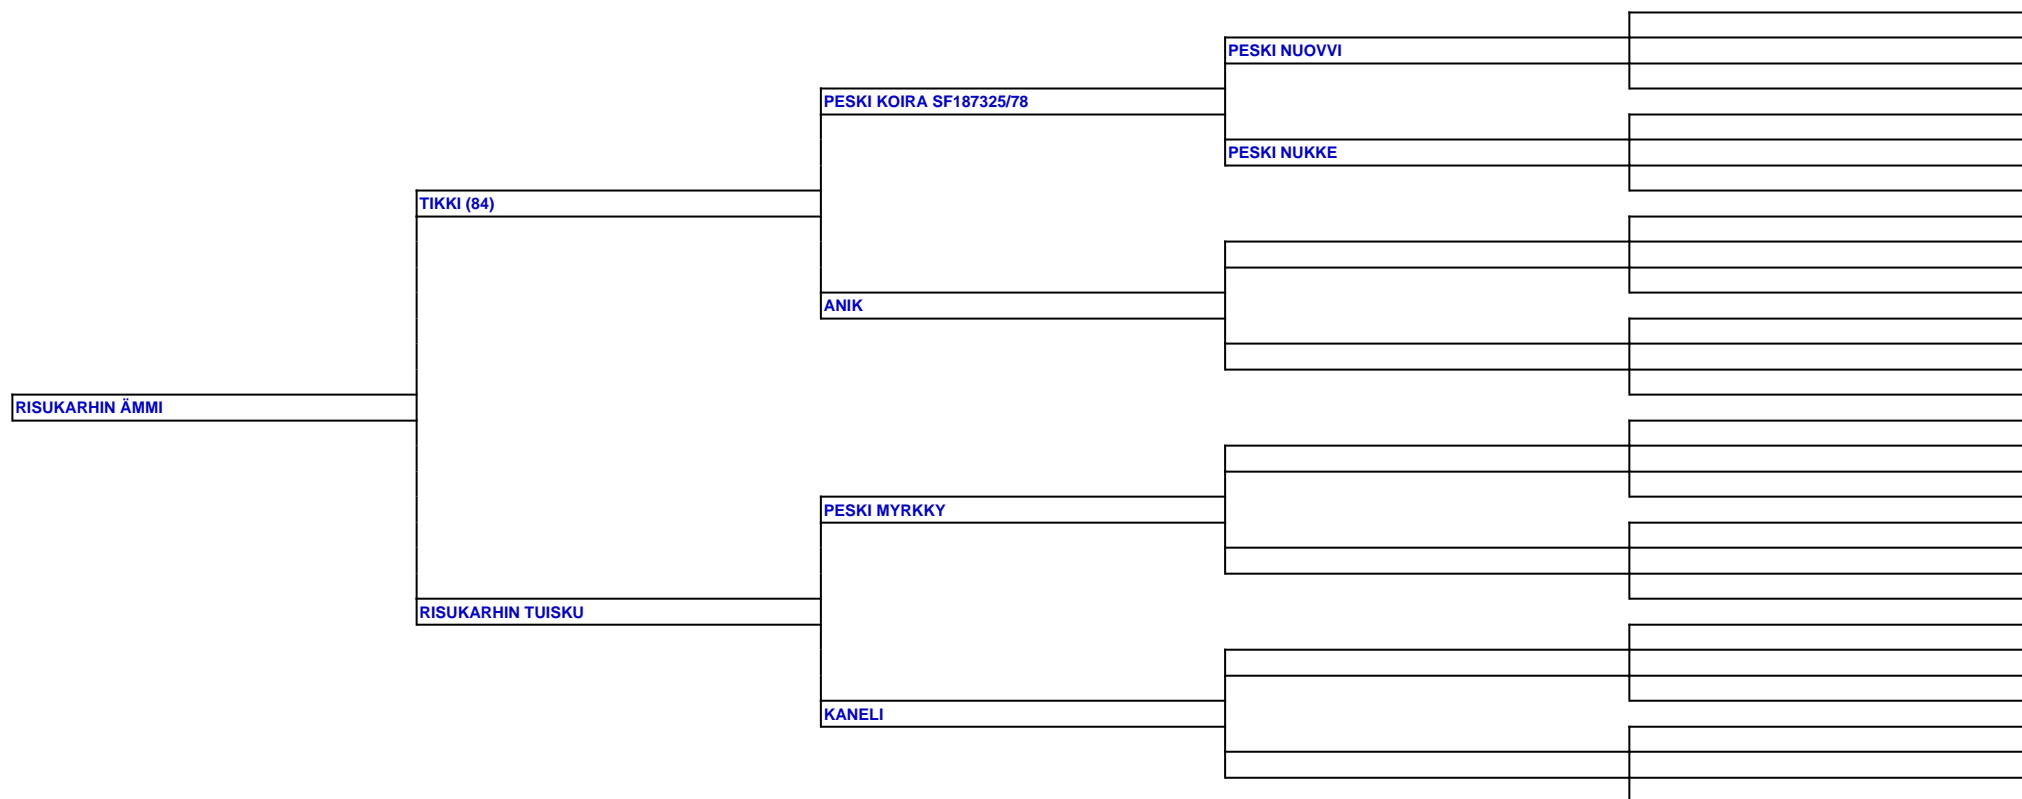 PESKI NUOVVI
PESKI KOIRA SF187325/78
PESKI NUKKE
TIKKI (84)
ANIK
RISUKARHIN ÄMMI
PESKI MYRKKY
RISUKARHIN TUISKU
KANELI